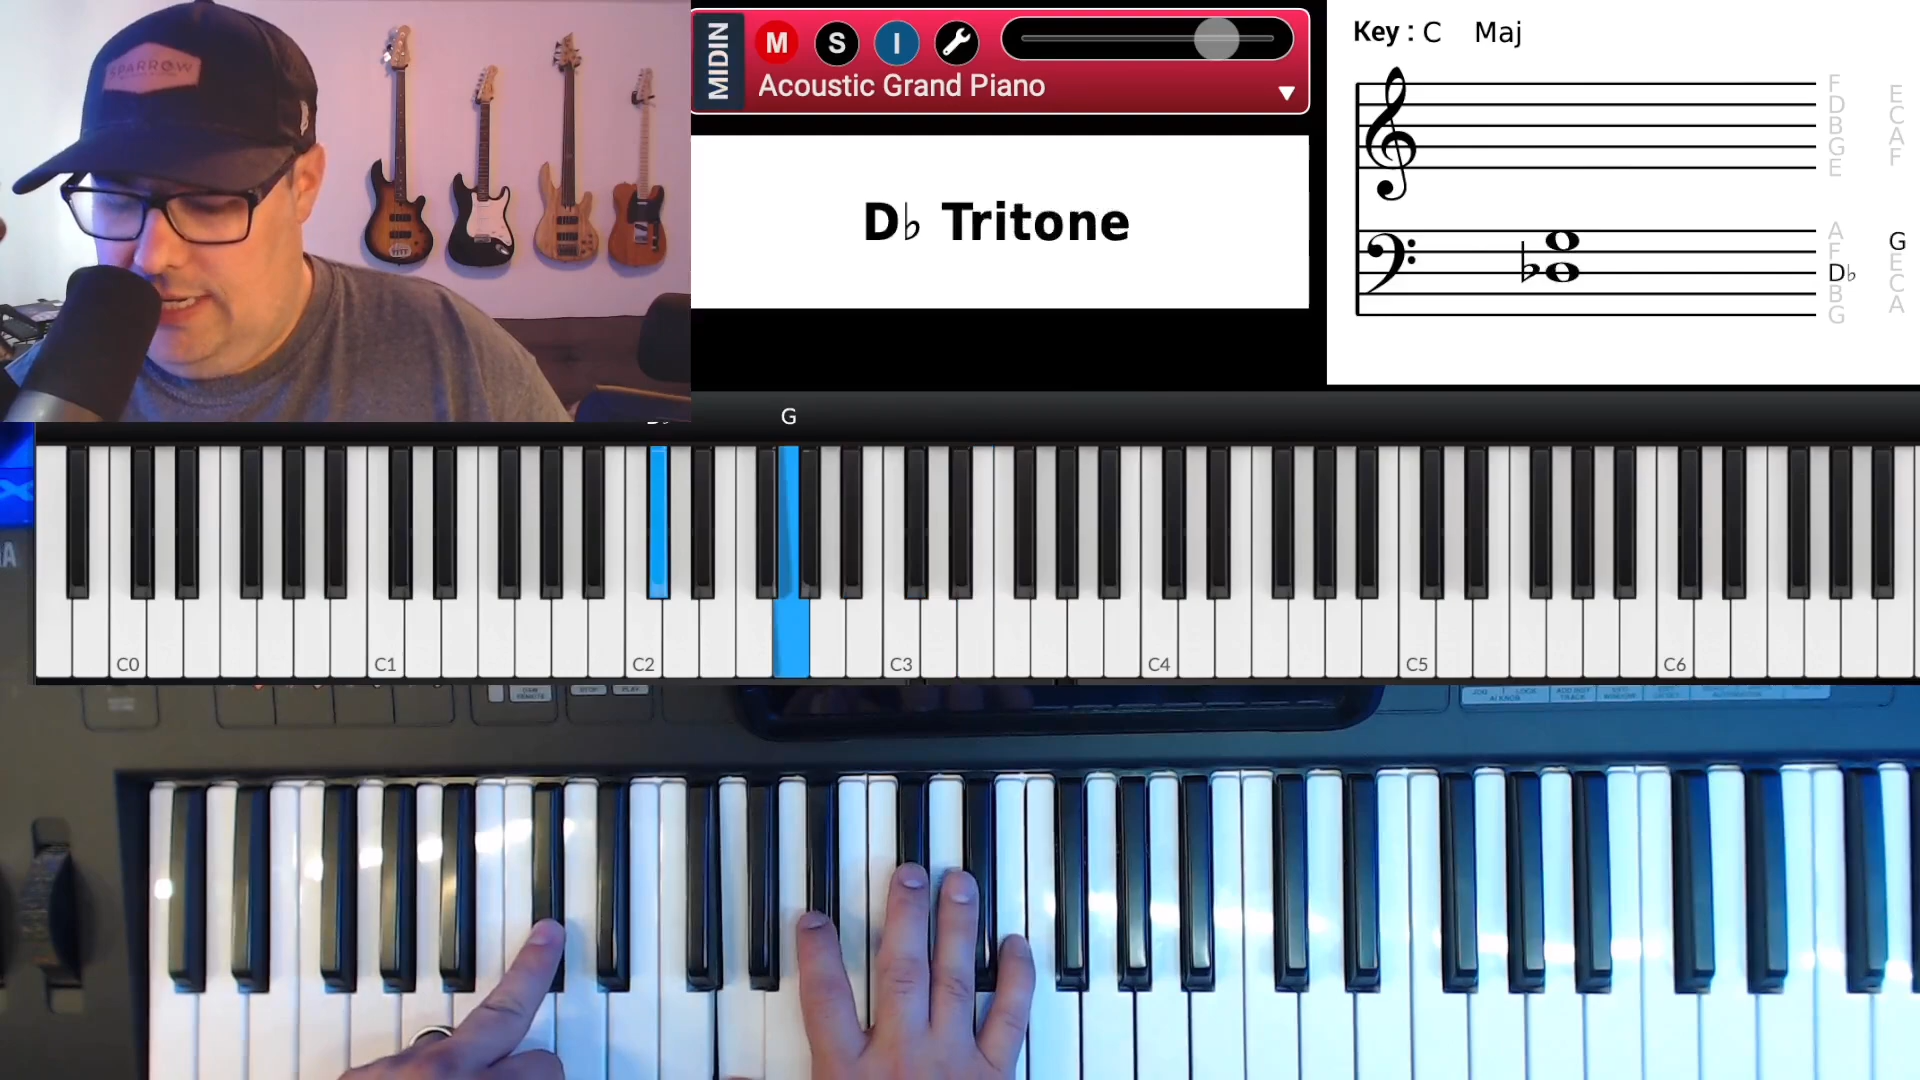 SPARROW
MIDIN
M S I
Acoustic Grand Piano
D♭ Tritone
Key : C Maj
F
D
B
G
E
E
C
A
F
A
F
D♭
B
G
G
E
C
A
G
C0 C1 C2 C3 C4 C5 C6